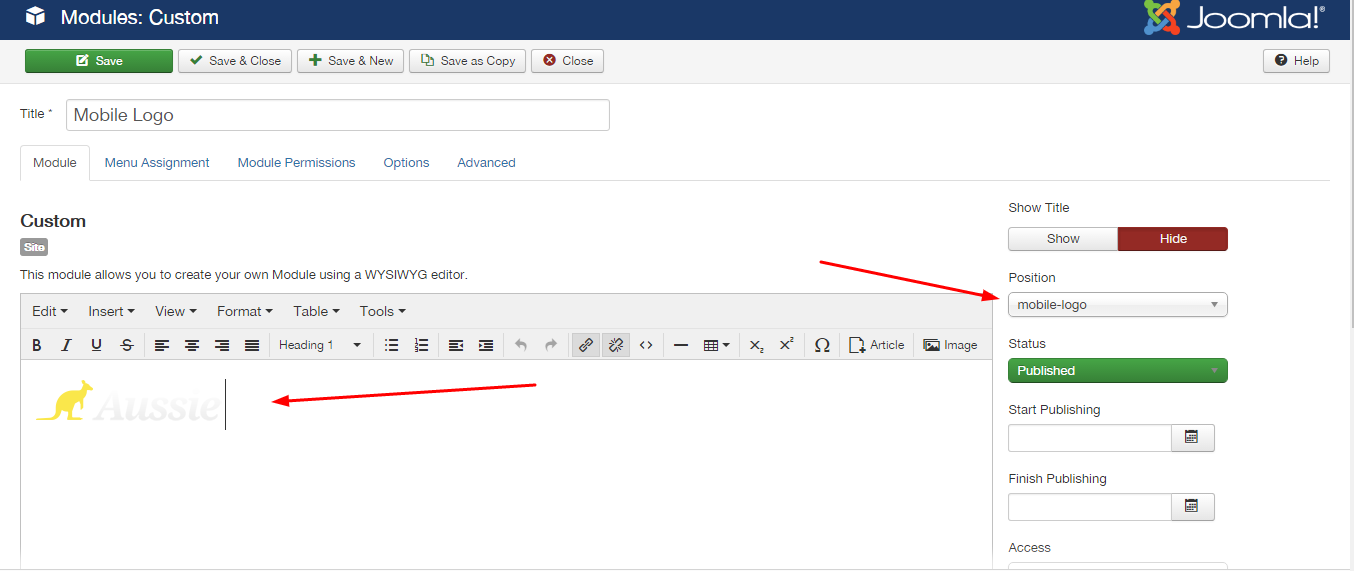 Modules: Custom
Joomla!®
Save
Save & Close
Save & New
Save as Copy
Close
Help
Title *
Mobile Logo
Module
Menu Assignment
Module Permissions
Options
Advanced
Custom
Site
This module allows you to create your own Module using a WYSIWYG editor.
Edit
Insert
View
Format
Table
Tools
B I U S
Heading 1
x₂ x² Ω
Article
Image
Aussie
Show Title
Show
Hide
Position
mobile-logo
Status
Published
Start Publishing
Finish Publishing
Access